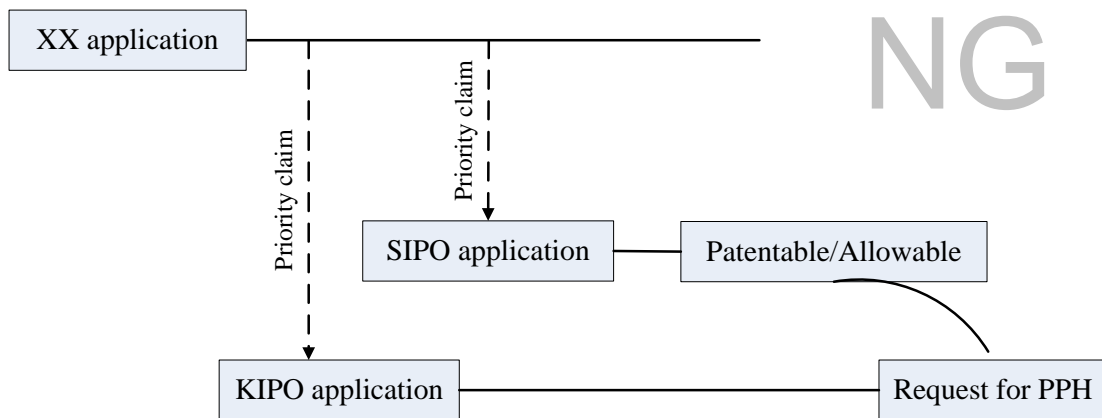 XX application
NG
Priority claim
Priority claim
SIPO application
Patentable/Allowable
KIPO application
Request for PPH